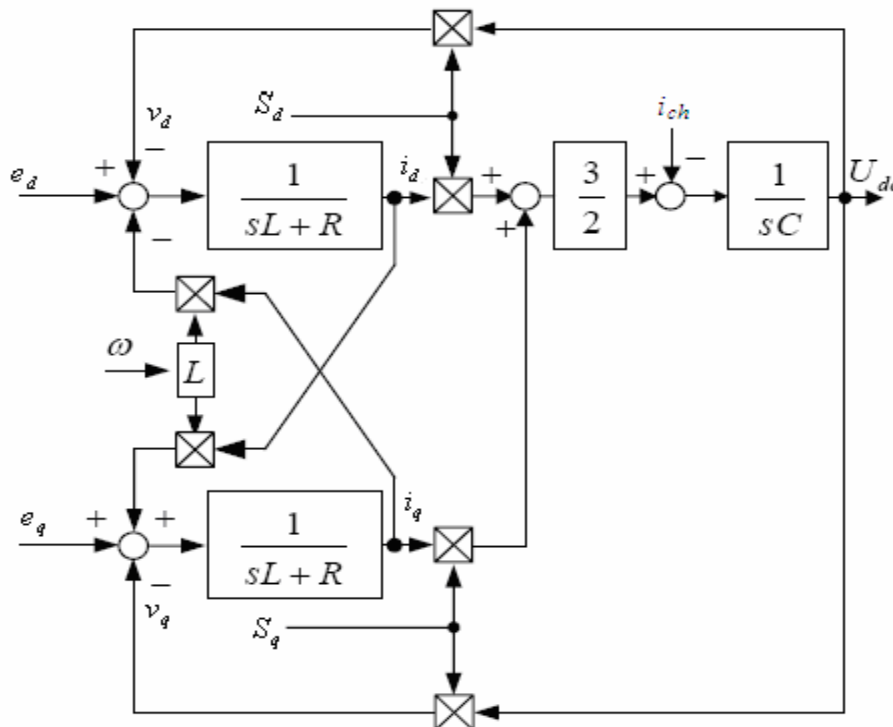 v_d
S_d
i_ch
e_d
+
−
−
1
sL + R
i_d
+
+
3
2
+
−
1
sC
U_dc
ω
L
e_q
+
+
−
v_q
1
sL + R
i_q
S_q